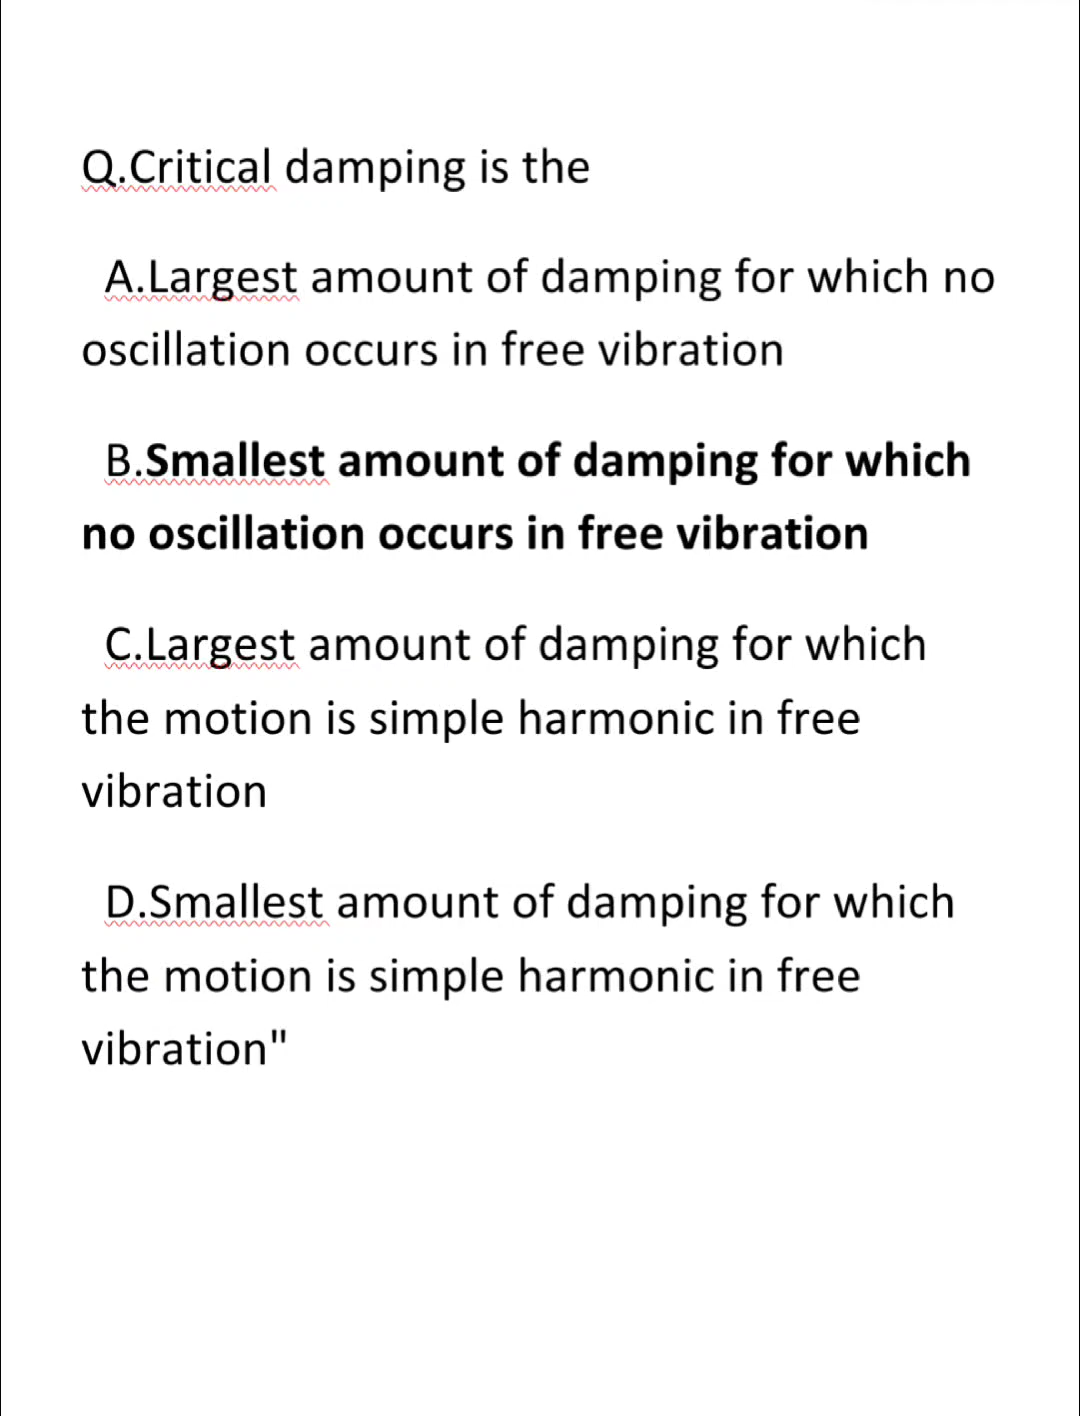 Q.Critical damping is the
A.Largest amount of damping for which no
oscillation occurs in free vibration
B.Smallest amount of damping for which
no oscillation occurs in free vibration
C.Largest amount of damping for which
the motion is simple harmonic in free
vibration
D.Smallest amount of damping for which
the motion is simple harmonic in free
vibration"